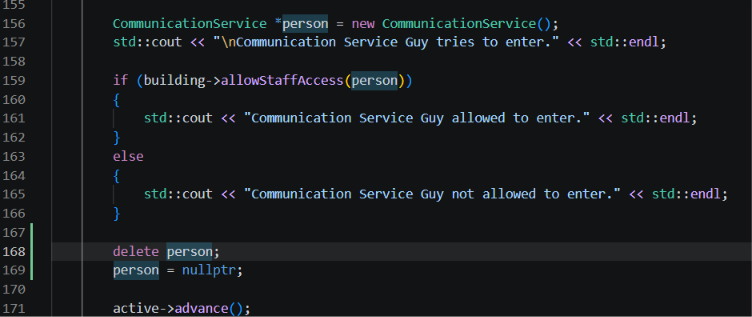 155
156 CommunicationService *person = new CommunicationService();
157 std::cout << "\nCommunication Service Guy tries to enter." << std::endl;
158
159 if (building->allowStaffAccess(person))
160 {
161 std::cout << "Communication Service Guy allowed to enter." << std::endl;
162 }
163 else
164 {
165 std::cout << "Communication Service Guy not allowed to enter." << std::endl;
166 }
167
168 delete person;
169 person = nullptr;
170
171 active->advance();